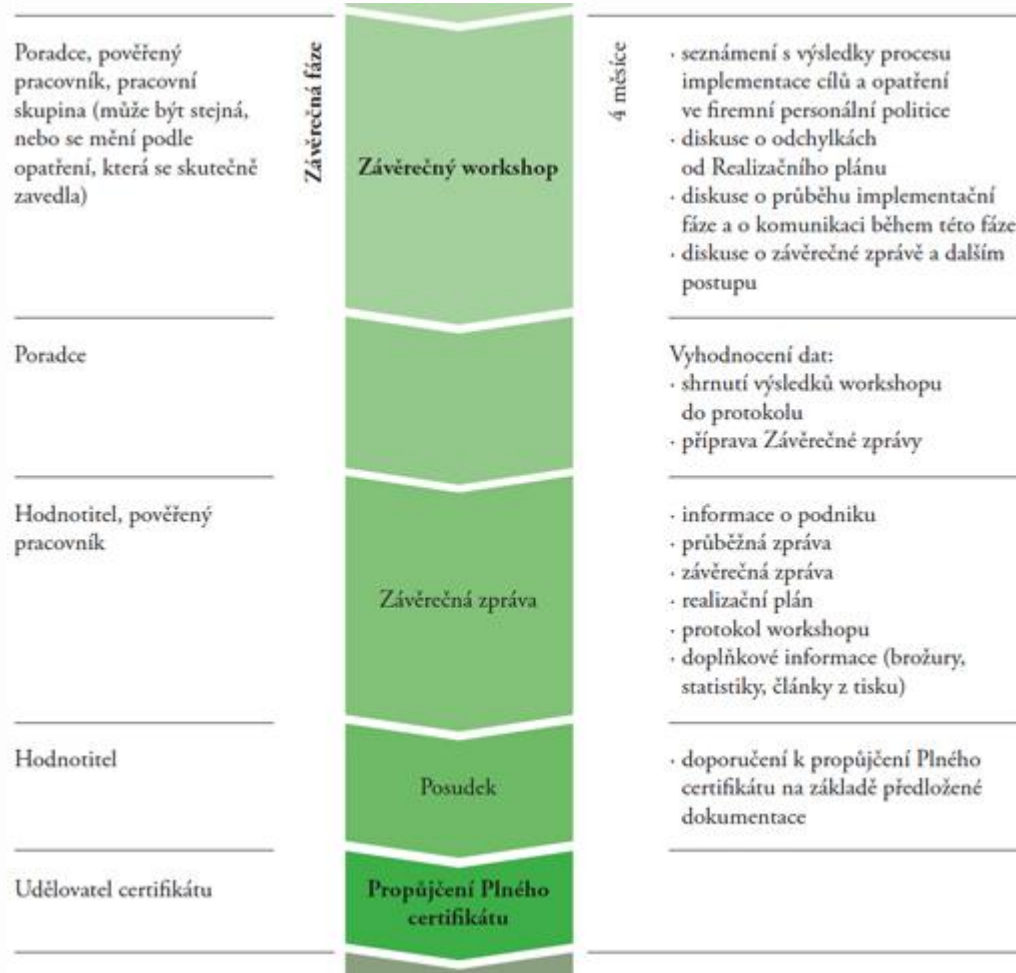 Poradce, pověřený
pracovník, pracovní
skupina (může být stejná,
nebo se mění podle
opatření, která se skutečně
zavedla)
Závěrečná fáze
Závěrečný workshop
4 měsíce
· seznámení s výsledky procesu
implementace cílů a opatření
ve firemní personální politice
· diskuse o odchylkách
od Realizačního plánu
· diskuse o průběhu implementační
fáze a o komunikaci během této fáze
· diskuse o závěrečné zprávě a dalším
postupu
Poradce
Vyhodnocení dat:
· shrnutí výsledků workshopu
do protokolu
· příprava Závěrečné zprávy
Hodnotitel, pověřený
pracovník
Závěrečná zpráva
· informace o podniku
· průběžná zpráva
· závěrečná zpráva
· realizační plán
· protokol workshopu
· doplňkové informace (brožury,
statistiky, články z tisku)
Hodnotitel
Posudek
· doporučení k propůjčení Plného
certifikátu na základě předložené
dokumentace
Udělovatel certifikátu
Propůjčení Plného
certifikátu